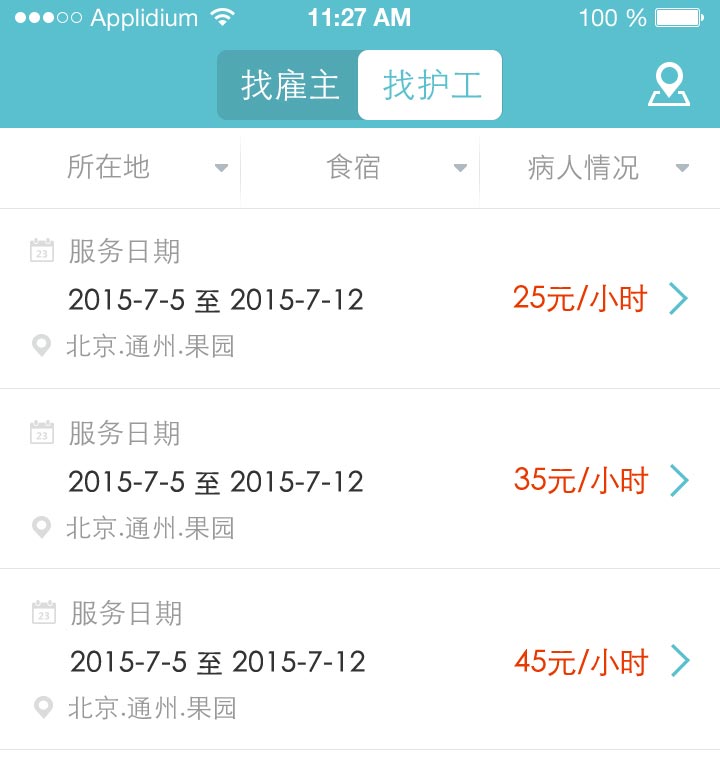 Applidium 11:27 AM 100 %
找雇主 找护工
所在地 食宿 病人情况
23 服务日期
2015-7-5 至 2015-7-12 25元/小时
北京.通州.果园
23 服务日期
2015-7-5 至 2015-7-12 35元/小时
北京.通州.果园
23 服务日期
2015-7-5 至 2015-7-12 45元/小时
北京.通州.果园